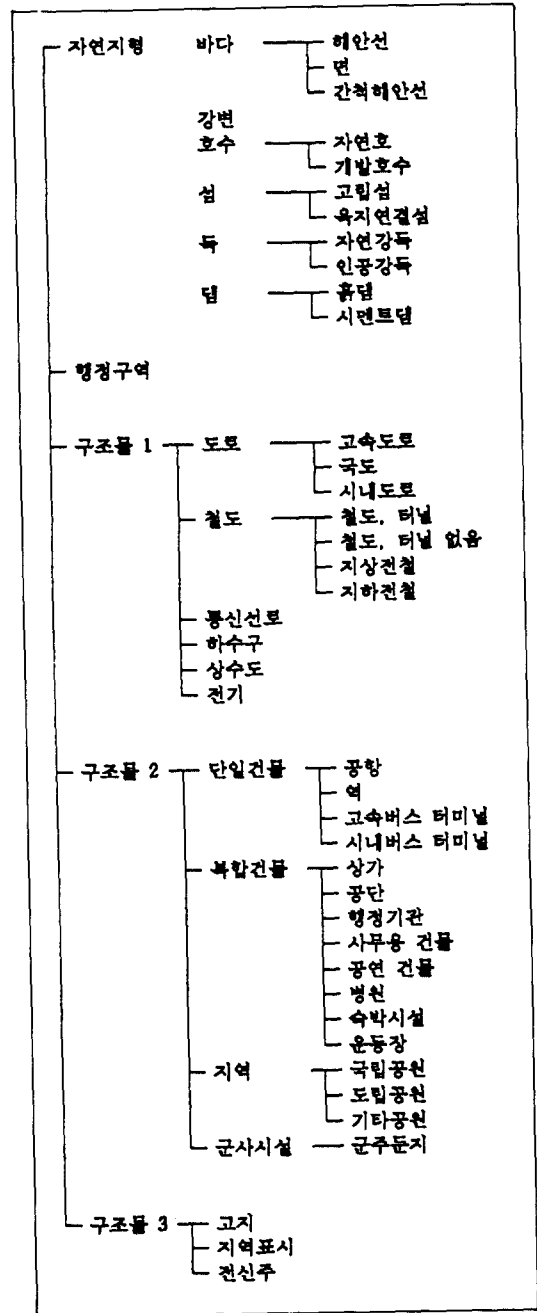 자연지형 바다 해안선
면
간척해안선
강변
호수 자연호
개발호수
섬 고립섬
육지연결섬
둑 자연강둑
인공강둑
댐 흙댐
시멘트댐
행정구역
구조물 1 도로 고속도로
국도
시내도로
철도 철도, 터널
철도, 터널 없음
지상전철
지하전철
통신선로
하수구
상수도
전기
구조물 2 단일건물 공항
역
고속버스 터미널
시내버스 터미널
복합건물 상가
공단
행정기관
사무용 건물
공연 건물
병원
숙박시설
운동장
지역 국립공원
도립공원
기타공원
군사시설 군주둔지
구조물 3 고지
지역표시
전신주